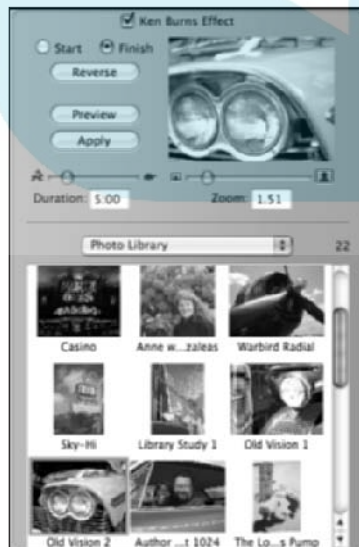 Ken Burns Effect
Start Finish
Reverse
Preview
Apply
Duration: 5:00 Zoom: 1.51
Photo Library 22
Casino Anne w...zaleas Warbird Radial
Sky-Hi Library Study 1 Old Vision 1
Old Vision 2 Author ...t 1024 The Lo...s Pump